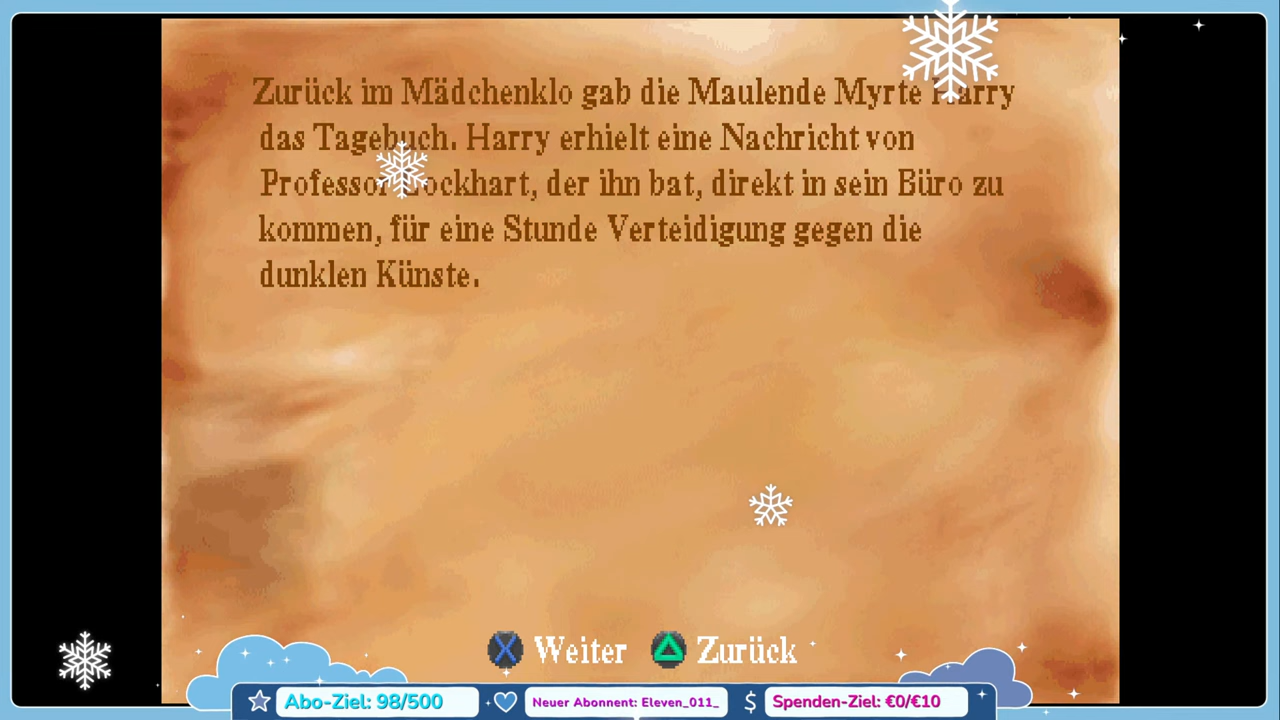 Zurück im Mädchenklo gab die Maulende Myrte Harry
das Tagebuch. Harry erhielt eine Nachricht von
Professor Lockhart, der ihn bat, direkt in sein Büro zu
kommen, für eine Stunde Verteidigung gegen die
dunklen Künste.
Weiter Zurück
Abo-Ziel: 98/500 Neuer Abonnent: Eleven_011_ $ Spenden-Ziel: €0/€10